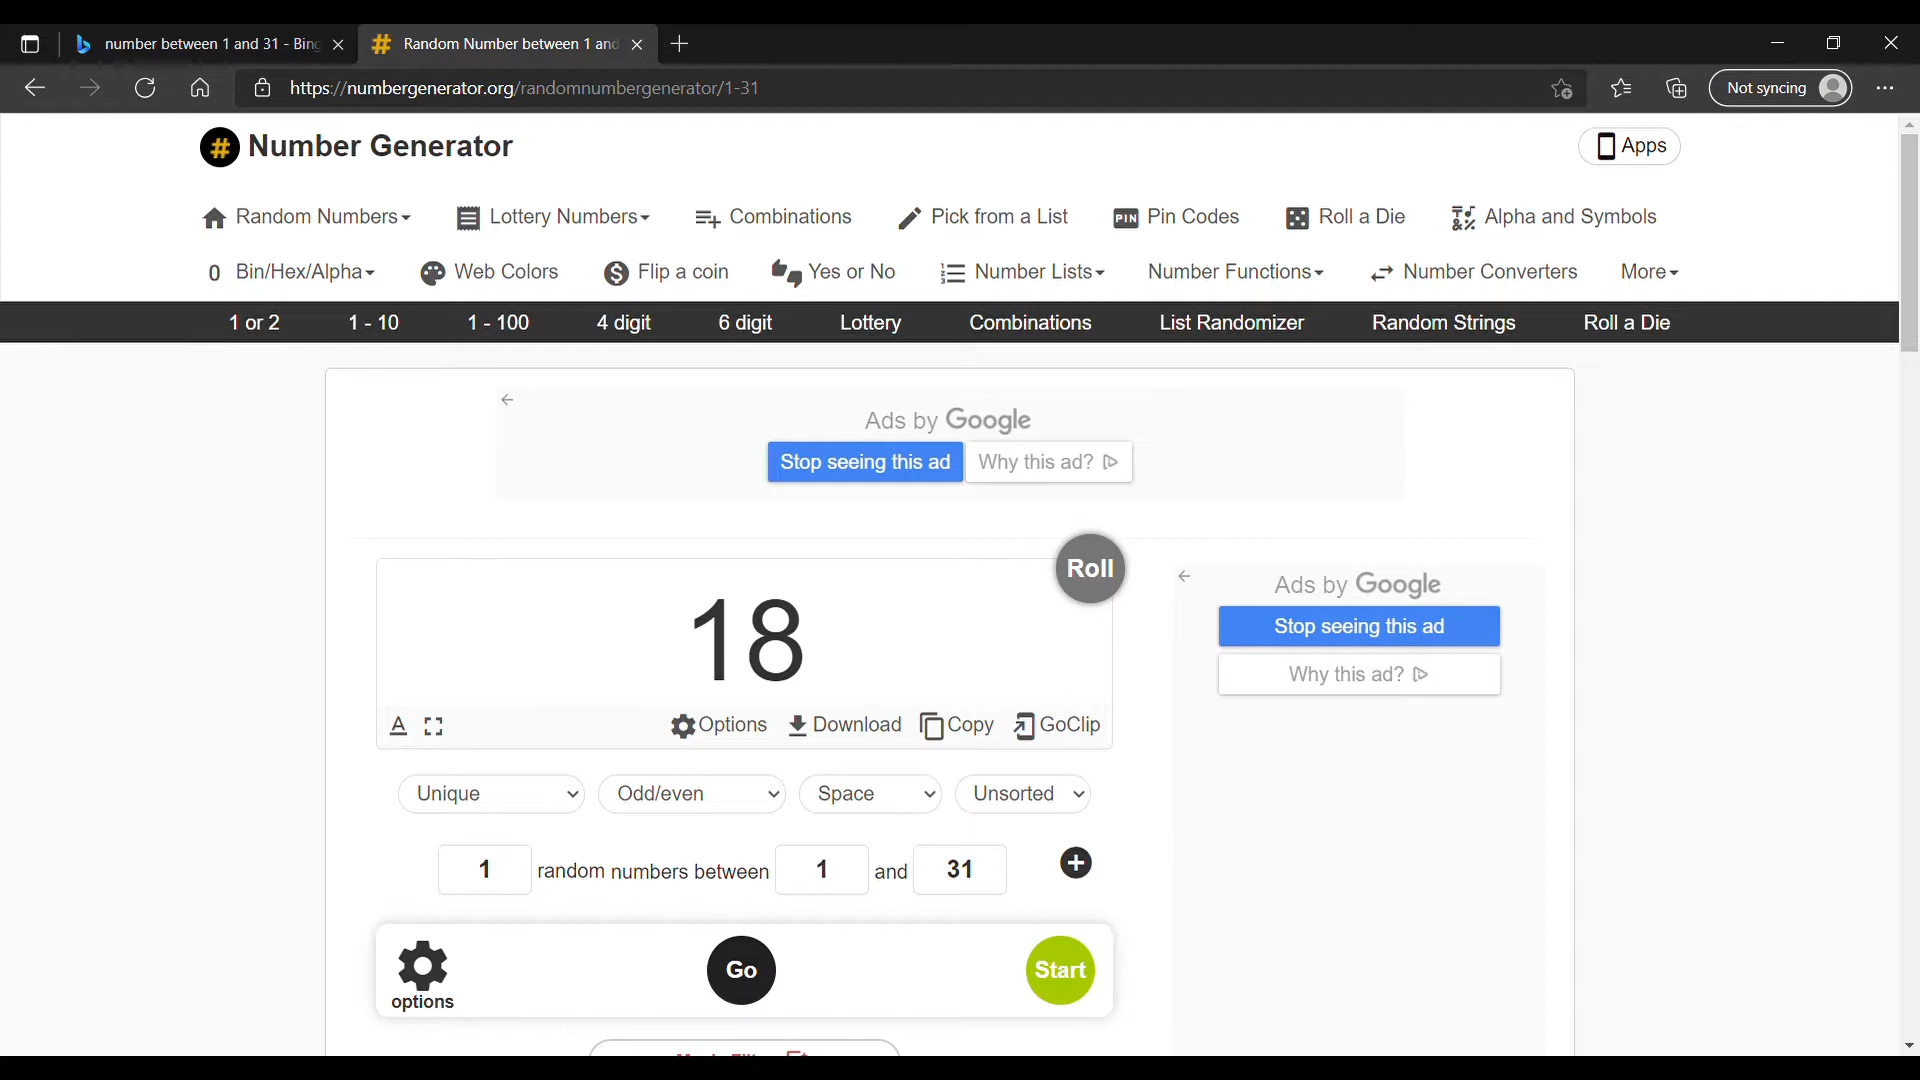 number between 1 and 31 - Bing
Random Number between 1 and
https://numbergenerator.org/randomnumbergenerator/1-31
Not syncing
# Number Generator
Apps
Random Numbers
Lottery Numbers
Combinations
Pick from a List
PIN Pin Codes
Roll a Die
Alpha and Symbols
0 Bin/Hex/Alpha
Web Colors
Flip a coin
Yes or No
Number Lists
Number Functions
Number Converters
More
1 or 2
1 - 10
1 - 100
4 digit
6 digit
Lottery
Combinations
List Randomizer
Random Strings
Roll a Die
Ads by Google
Stop seeing this ad
Why this ad?
Roll
18
A
Options
Download
Copy
GoClip
Unique
Odd/even
Space
Unsorted
1 random numbers between 1 and 31
options
Go
Start
Ads by Google
Stop seeing this ad
Why this ad?